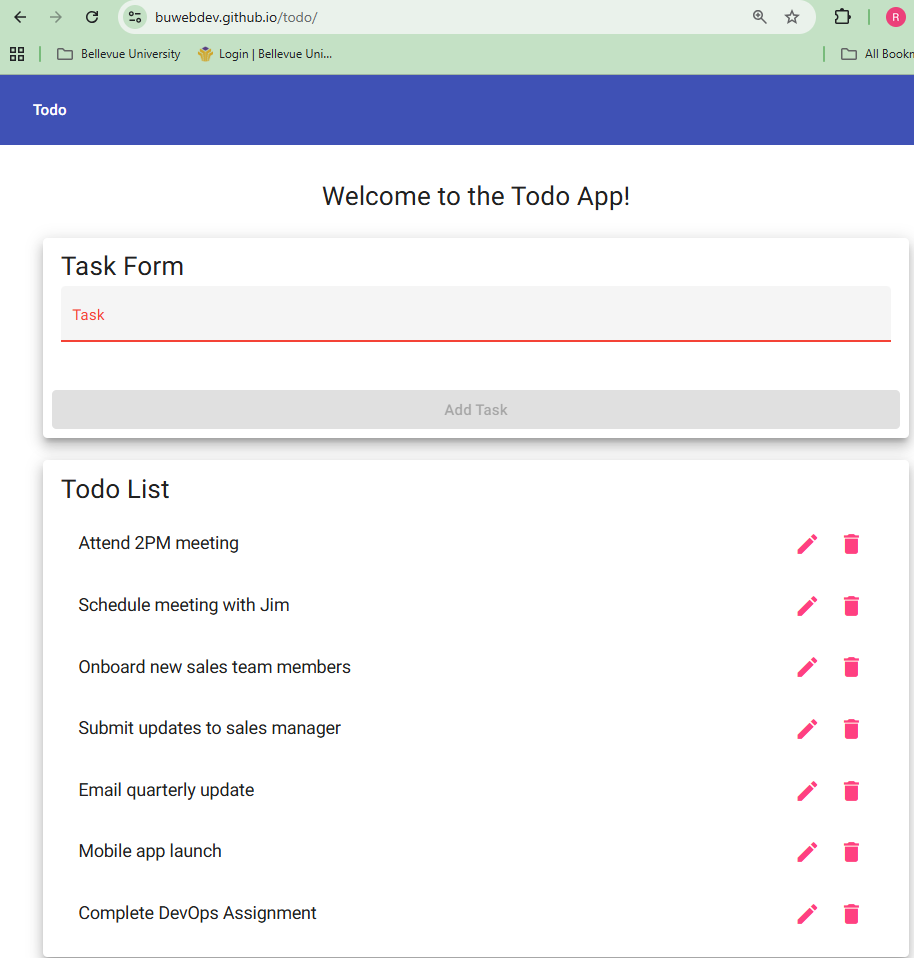 buwebdev.github.io/todo/
R
Bellevue University
Login | Bellevue Uni...
All Bookm
Todo
Welcome to the Todo App!
Task Form
Task
Add Task
Todo List
Attend 2PM meeting
Schedule meeting with Jim
Onboard new sales team members
Submit updates to sales manager
Email quarterly update
Mobile app launch
Complete DevOps Assignment